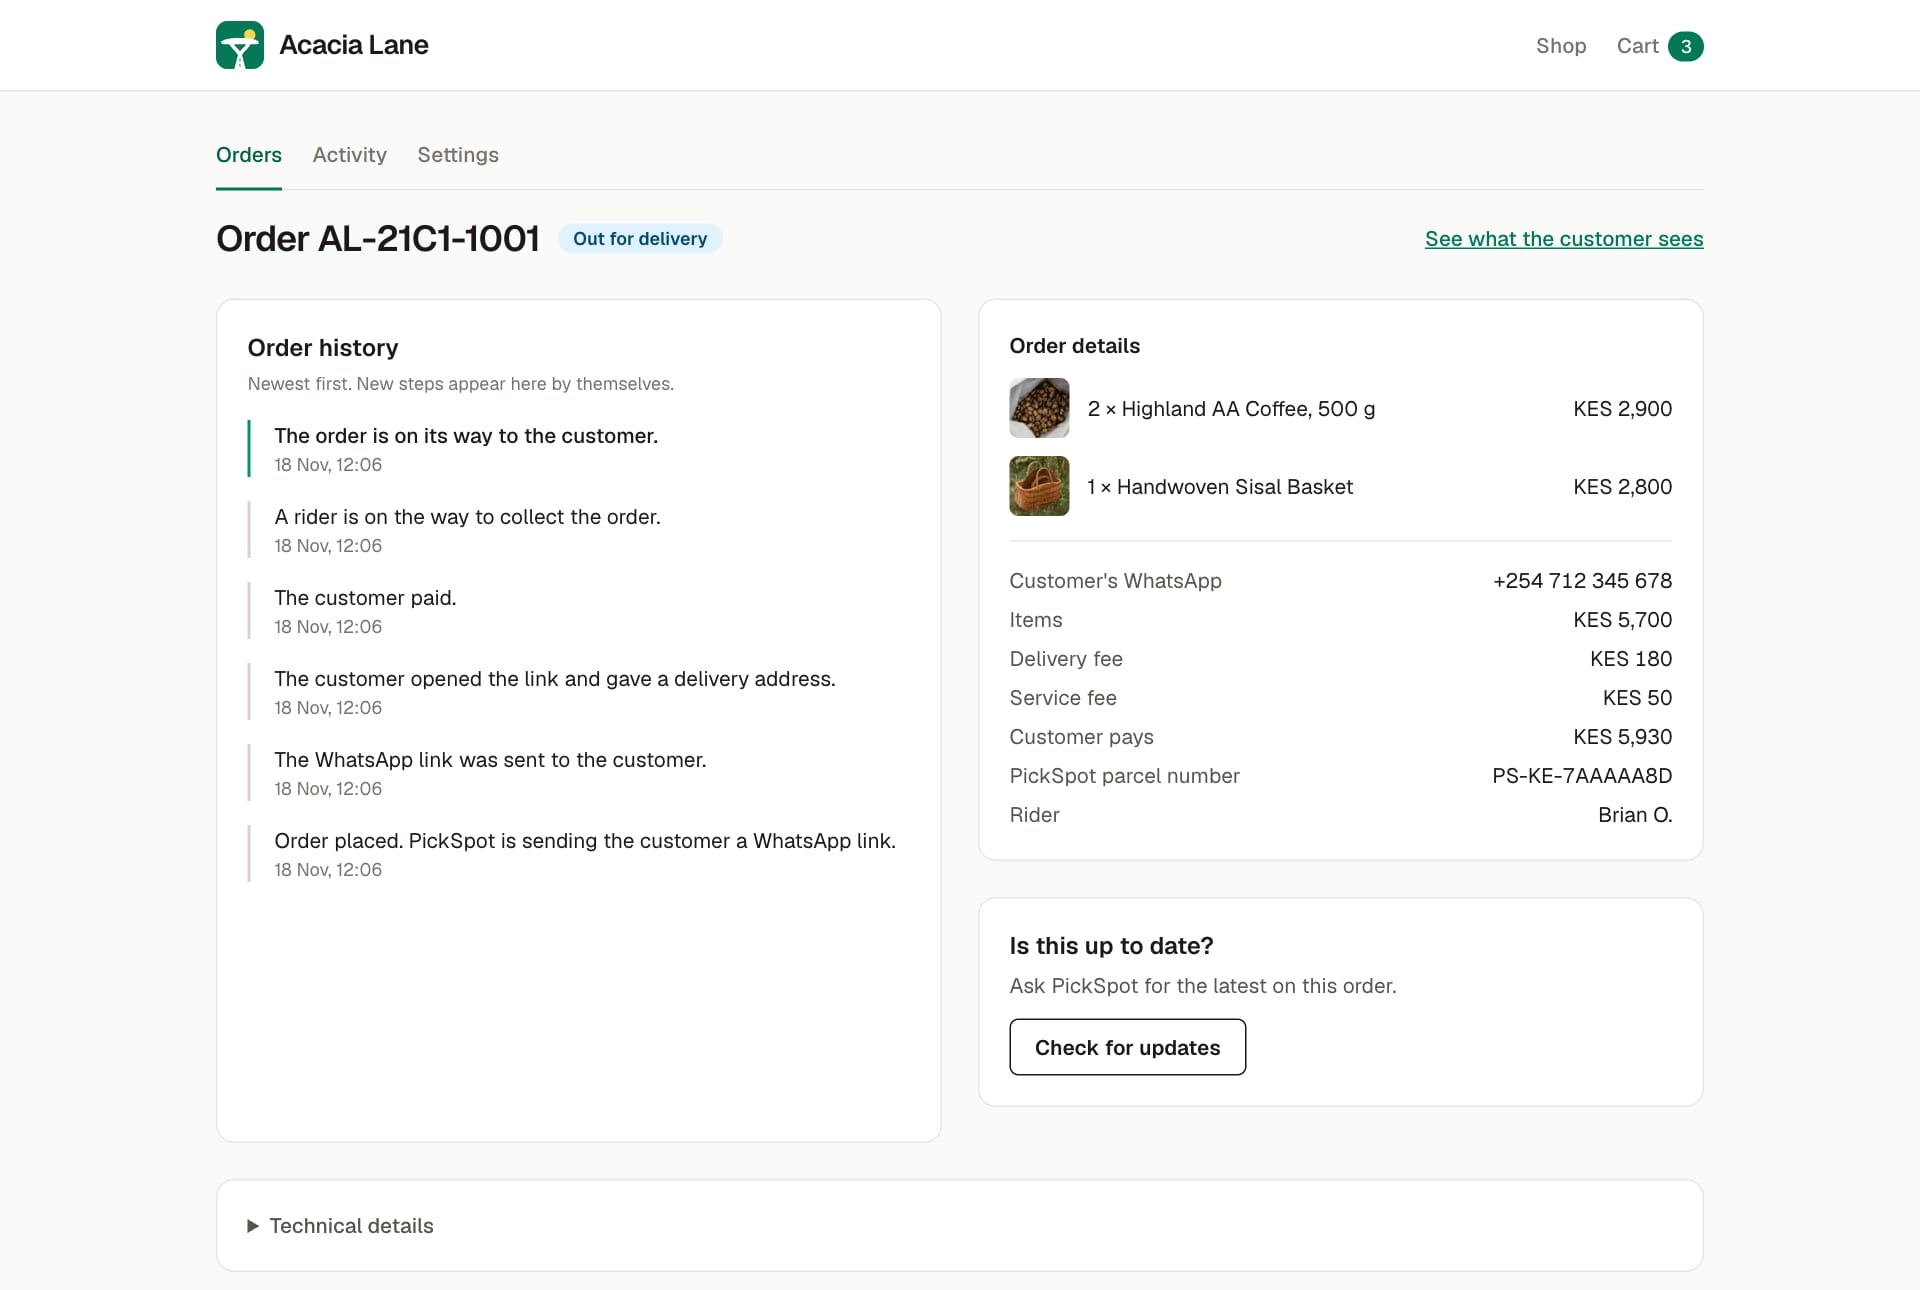 Acacia Lane
Shop
Cart 3
Orders
Activity
Settings
Order AL-21C1-1001
Out for delivery
See what the customer sees
Order history
Newest first. New steps appear here by themselves.
The order is on its way to the customer.
18 Nov, 12:06
A rider is on the way to collect the order.
18 Nov, 12:06
The customer paid.
18 Nov, 12:06
The customer opened the link and gave a delivery address.
18 Nov, 12:06
The WhatsApp link was sent to the customer.
18 Nov, 12:06
Order placed. PickSpot is sending the customer a WhatsApp link.
18 Nov, 12:06
Order details
2 × Highland AA Coffee, 500 g KES 2,900
1 × Handwoven Sisal Basket KES 2,800
Customer's WhatsApp +254 712 345 678
Items KES 5,700
Delivery fee KES 180
Service fee KES 50
Customer pays KES 5,930
PickSpot parcel number PS-KE-7AAAAA8D
Rider Brian O.
Is this up to date?
Ask PickSpot for the latest on this order.
Check for updates
Technical details